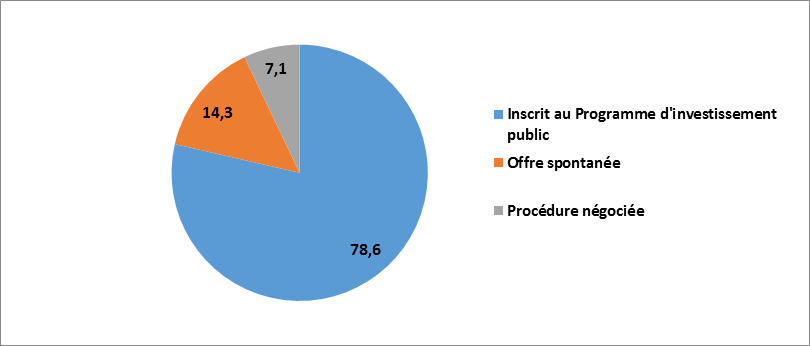 7,1
14,3
78,6
Inscrit au Programme d'investissement
public
Offre spontanée
Procédure négociée